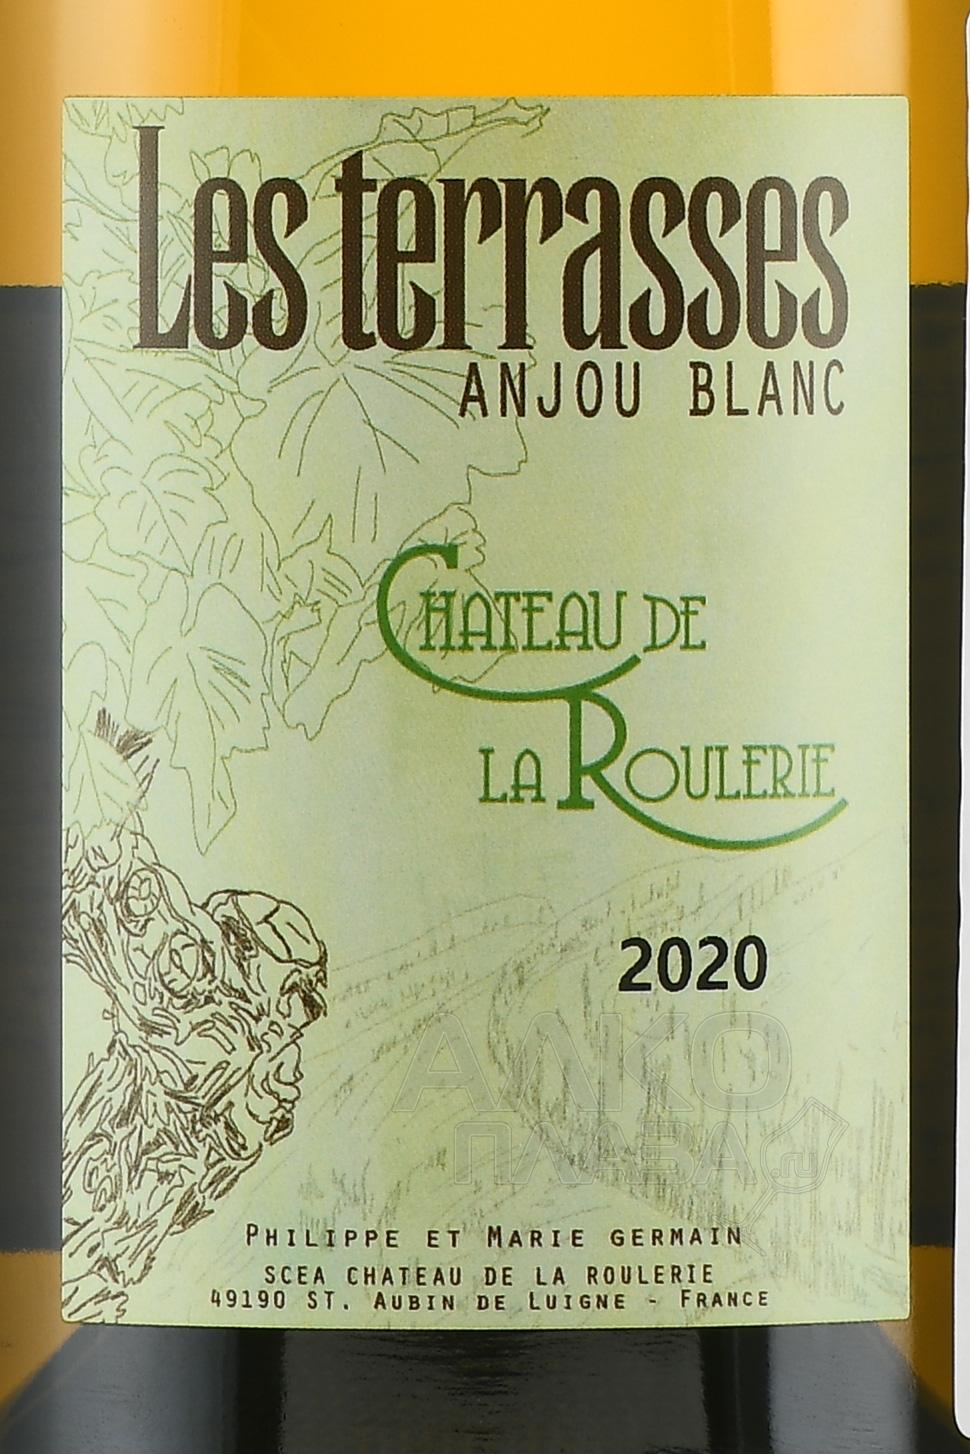 Les terrasses
ANJOU BLANC
CHATEAU DE
LA ROULERIE
2020
АЛКО
ПЛАЗА.ru
PHILIPPE ET MARIE GERMAIN
SCEA CHATEAU DE LA ROULERIE
49190 ST. AUBIN DE LUIGNE - FRANCE